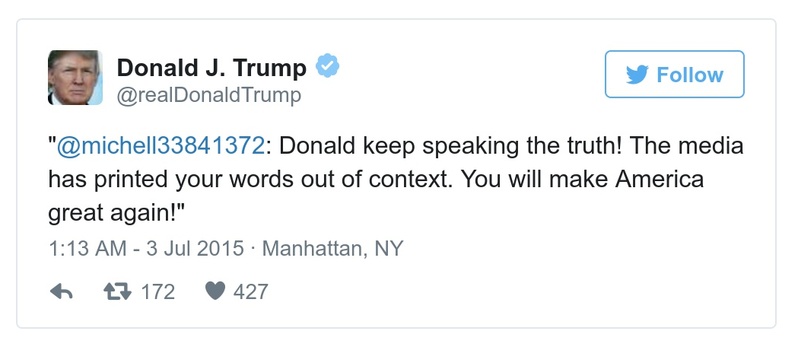 Donald J. Trump
Follow
@realDonaldTrump
"@michell33841372: Donald keep speaking the truth! The media
has printed your words out of context. You will make America
great again!"
1:13 AM - 3 Jul 2015 · Manhattan, NY
172 427